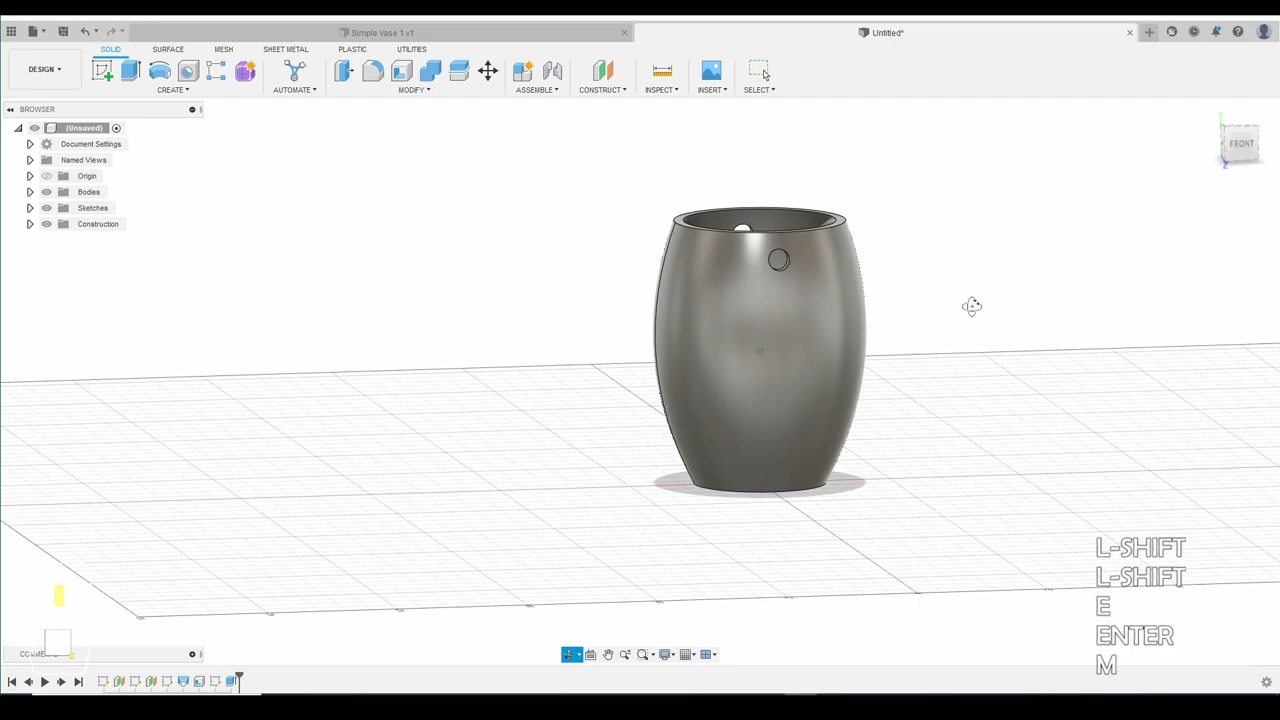 Simple Vase 1 v1
Untitled*
SOLID SURFACE MESH SHEET METAL PLASTIC UTILITIES
DESIGN
CREATE AUTOMATE MODIFY ASSEMBLE CONSTRUCT INSPECT INSERT SELECT
BROWSER
(Unsaved)
Document Settings
Named Views
Origin
Bodies
Sketches
Construction
Y
FRONT
Z
L-SHIFT
L-SHIFT
E
ENTER
M